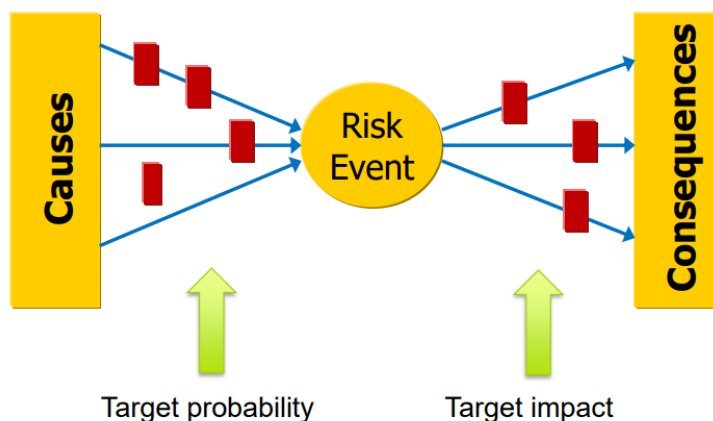 Causes
Risk
Event
Consequences
Target probability
Target impact